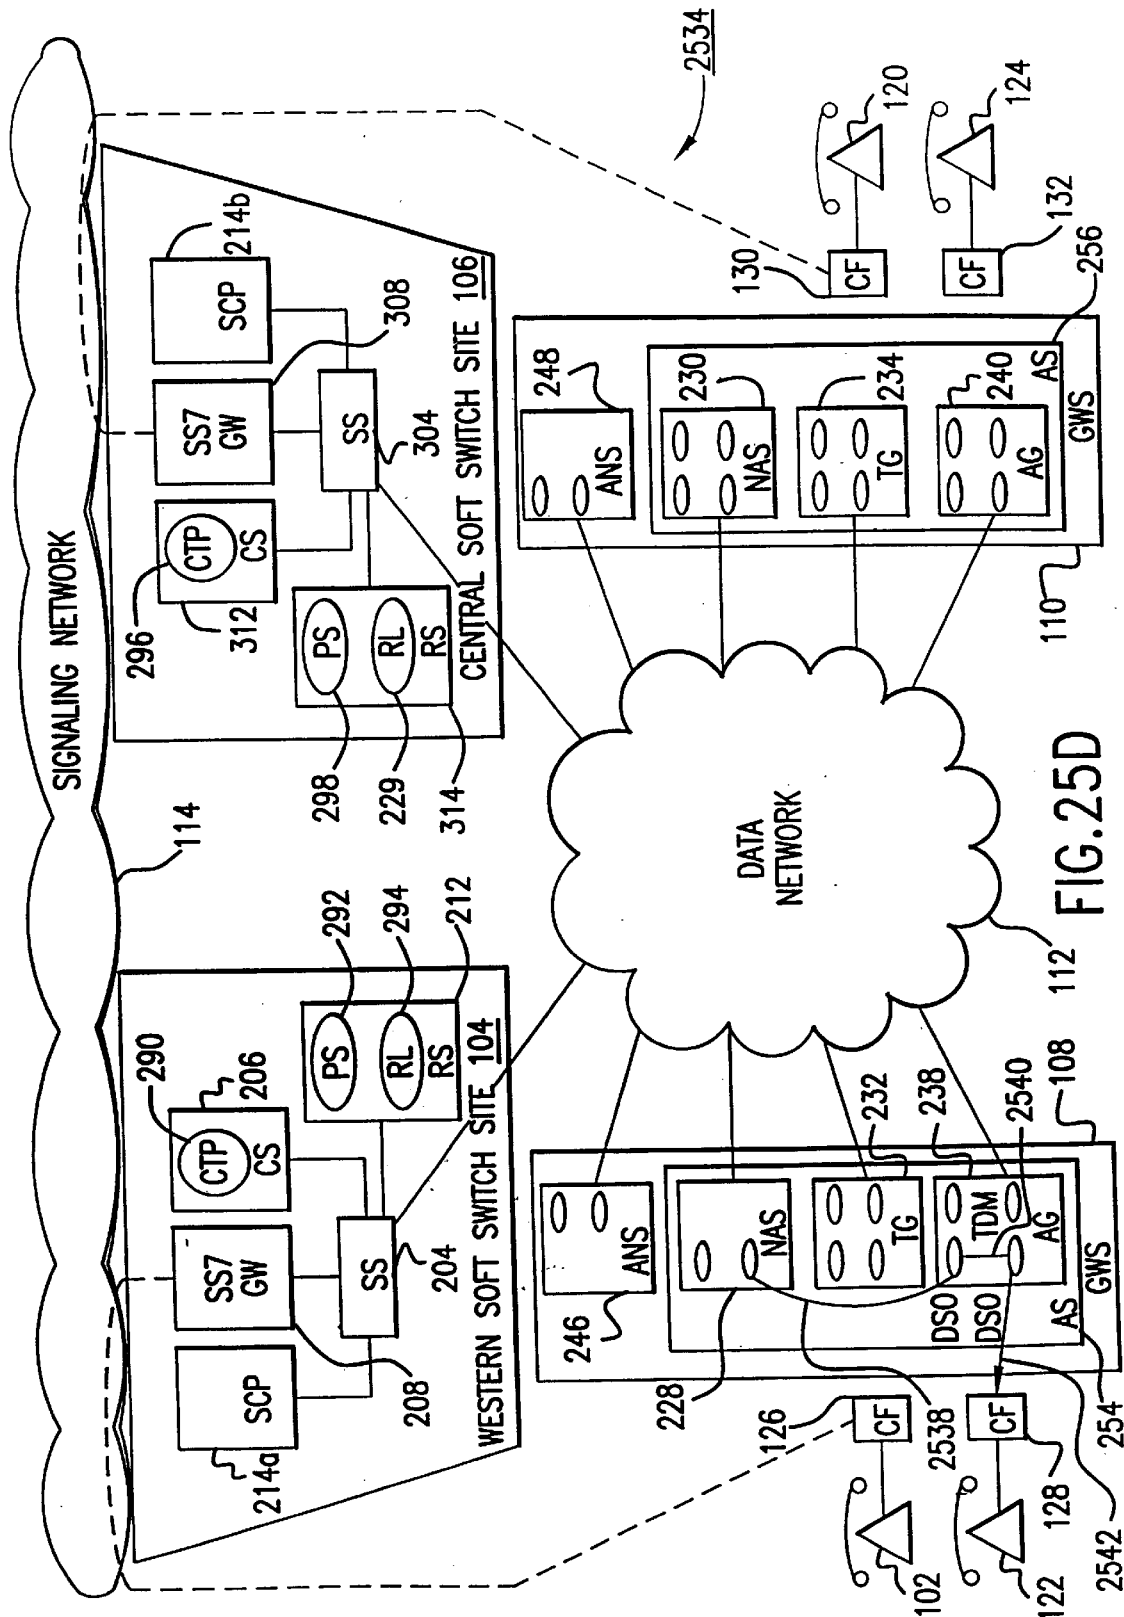 SIGNALING NETWORK
114
2534
214a
SCP
SS7
GW
208
290
CTP
CS
206
SS
204
PS
292
RL
294
RS
212
WESTERN SOFT SWITCH SITE 104
296
CTP
CS
312
SS7
GW
308
SCP
214b
SS
304
PS
298
RL
229
RS
314
CENTRAL SOFT SWITCH SITE 106
DATA
NETWORK
112
ANS
246
NAS
228
TG
232
TDM
238
AG
2540
DSO
DSO
AS
GWS
108
254
2538
126
CF
102
CF
128
122
2542
ANS
248
NAS
230
TG
234
AG
240
AS
GWS
256
110
130
CF
120
CF
132
124
FIG.25D